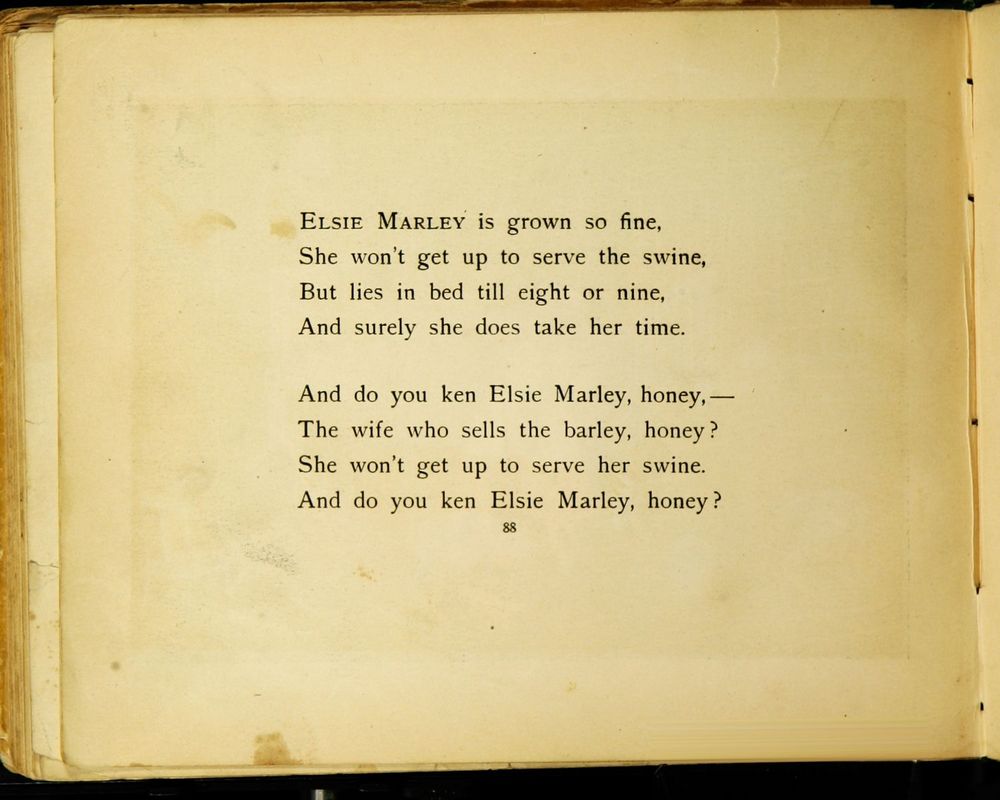 ELSIE MARLEY is grown so fine,
She won't get up to serve the swine,
But lies in bed till eight or nine,
And surely she does take her time.
And do you ken Elsie Marley, honey,—
The wife who sells the barley, honey?
She won't get up to serve her swine.
And do you ken Elsie Marley, honey?
88